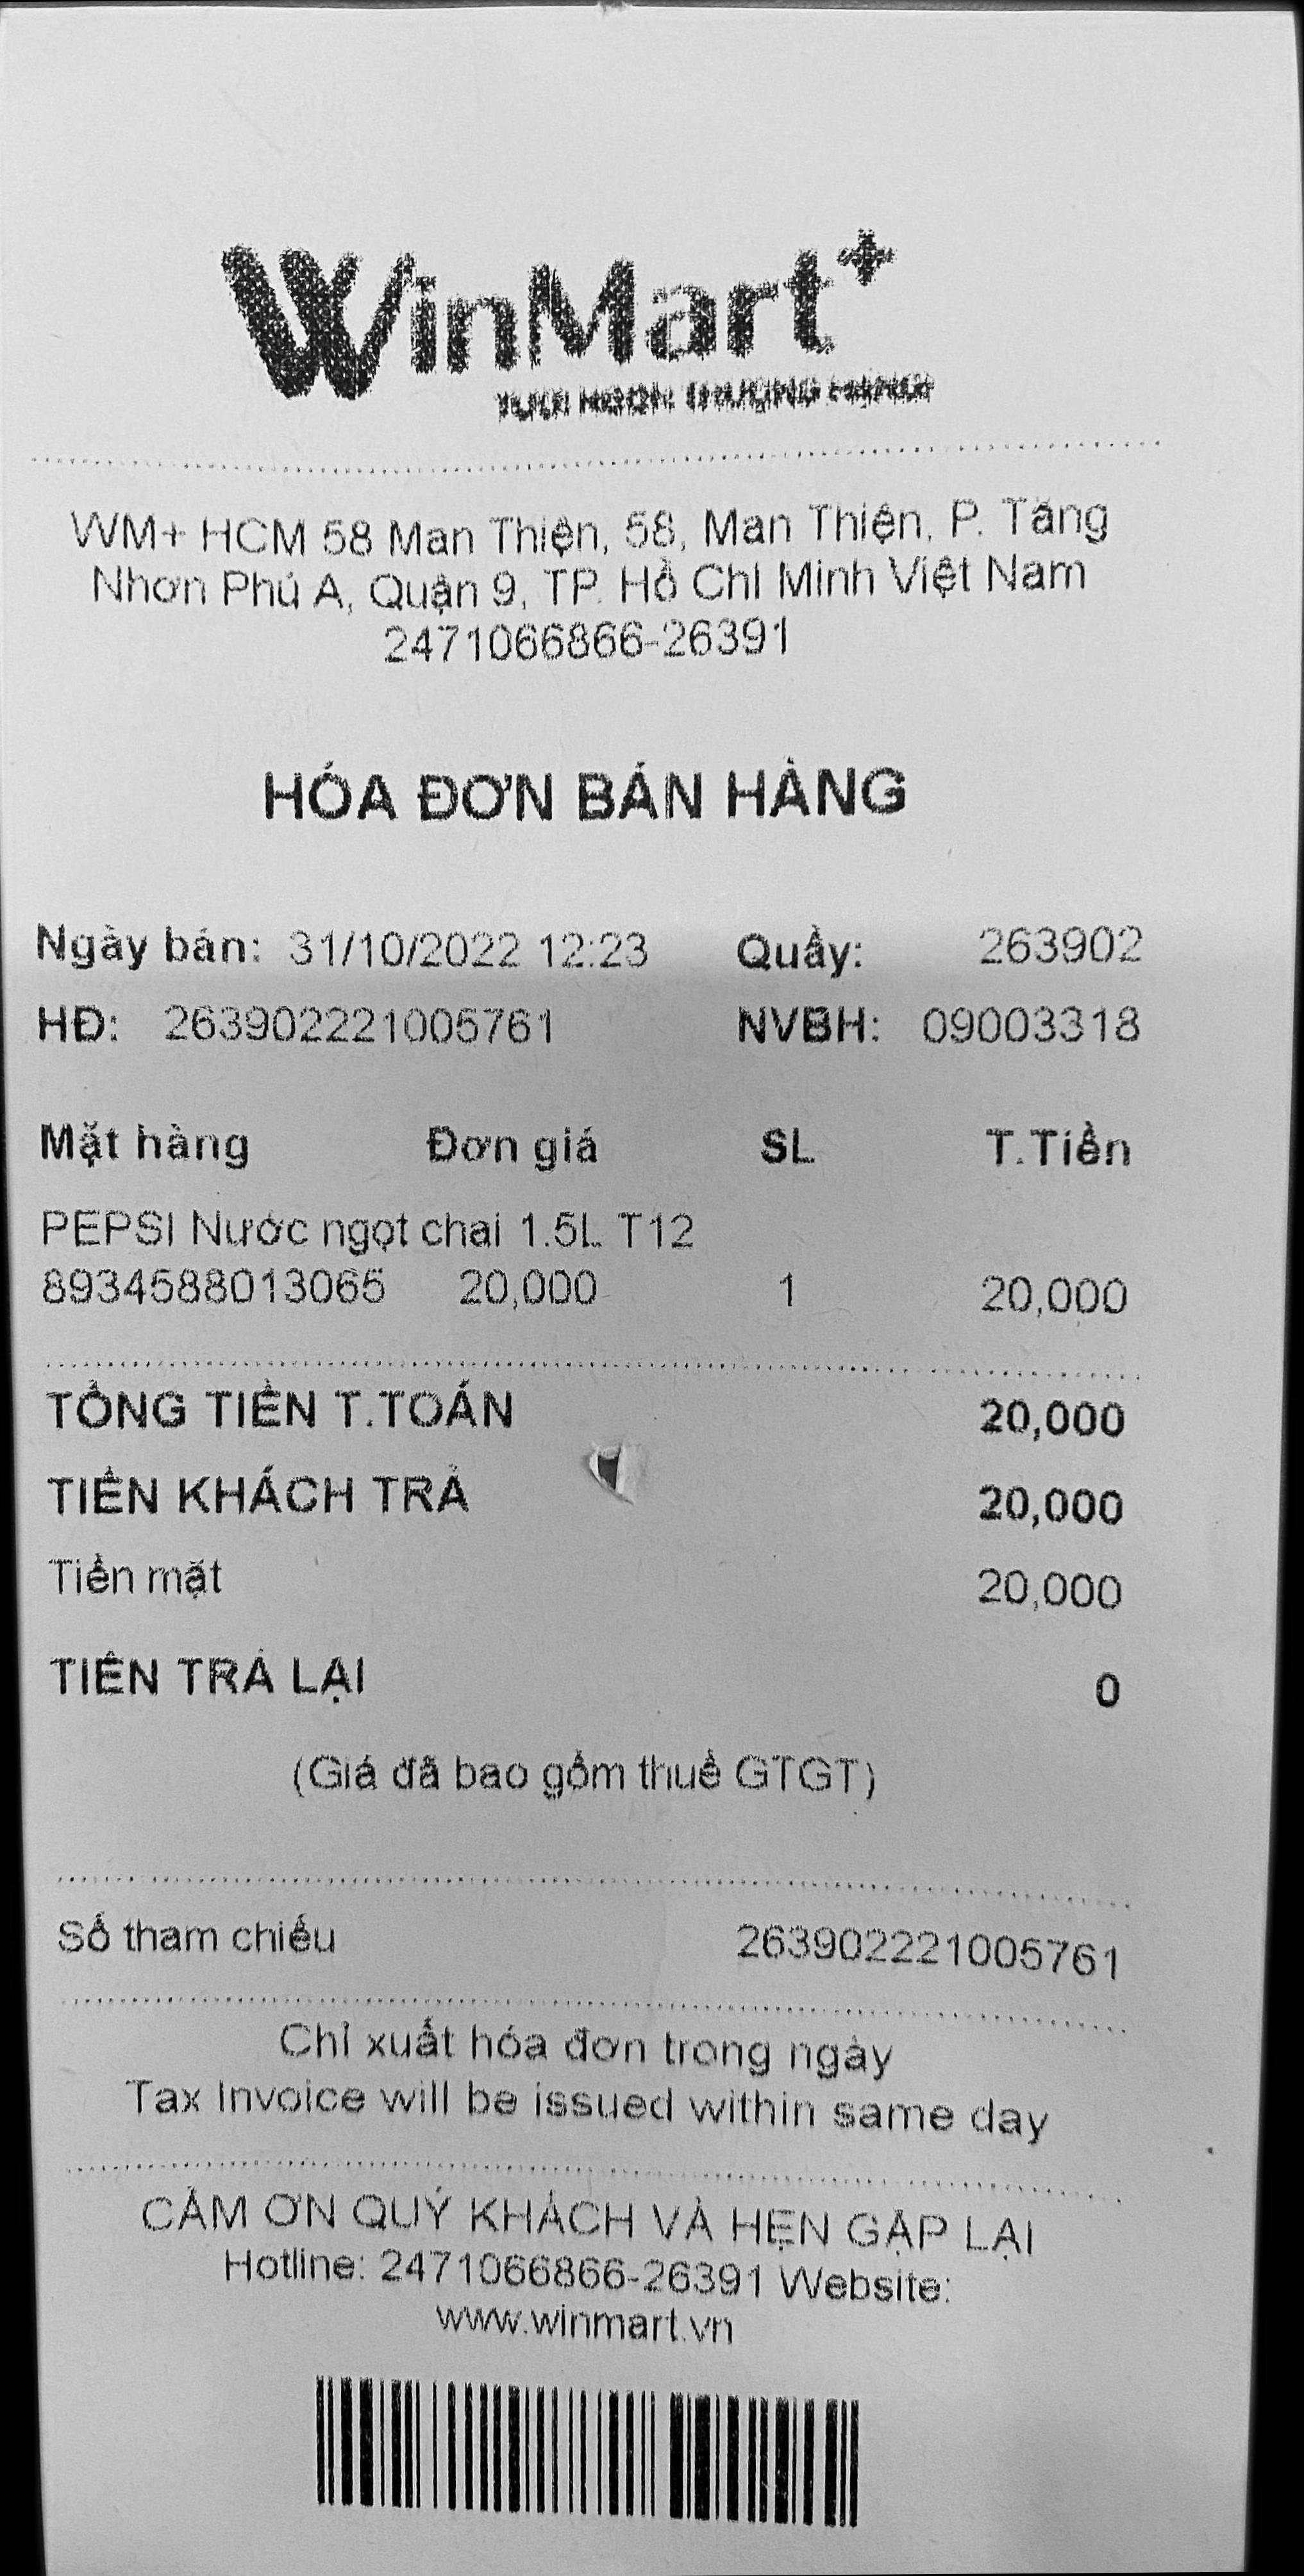 WinMart+
TƯƠI NGON THƯỢNG HẠNG
WM+ HCM 58 Man Thiện, 58, Man Thiện, P. Tăng
Nhơn Phú A, Quận 9, TP. Hồ Chí Minh Việt Nam
2471066866-26391
HÓA ĐƠN BÁN HÀNG
Ngày bán: 31/10/2022 12:23 Quầy: 263902
HĐ: 263902221005761 NVBH: 09003318
Mặt hàng Đơn giá SL T.Tiền
PEPSI Nước ngọt chai 1.5L T12
8934588013065 20,000 1 20,000
TỔNG TIỀN T.TOÁN 20,000
TIỀN KHÁCH TRẢ 20,000
Tiền mặt 20,000
TIỀN TRẢ LẠI 0
(Giá đã bao gồm thuế GTGT)
Số tham chiếu 263902221005761
Chỉ xuất hóa đơn trong ngày
Tax Invoice will be issued within same day
CẢM ƠN QUÝ KHÁCH VÀ HẸN GẶP LẠI
Hotline: 2471066866-26391 Website:
www.winmart.vn